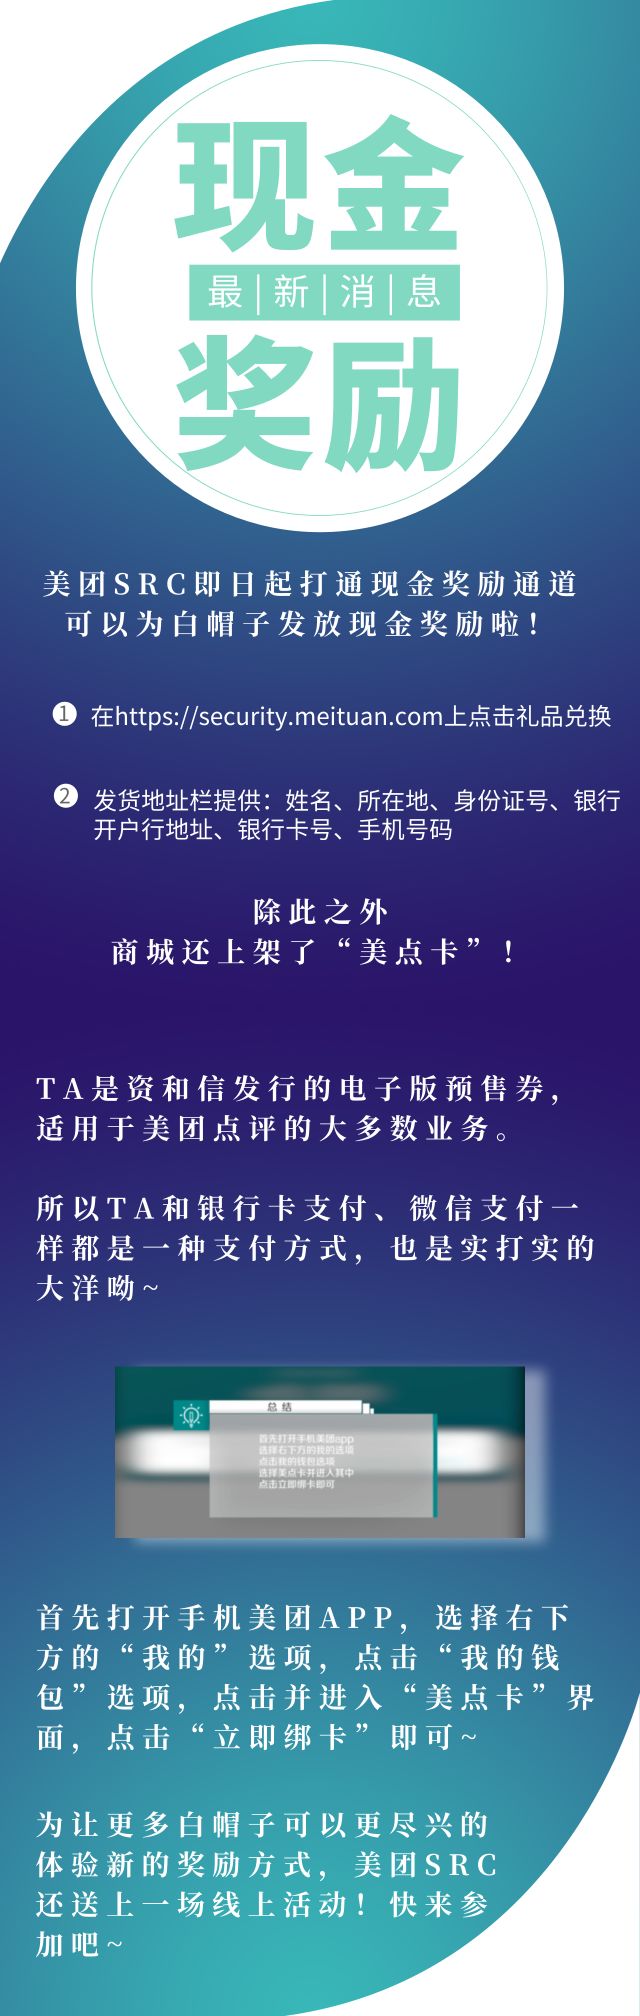 现金
最|新|消|息
奖励
美团SRC即日起打通现金奖励通道
可以为白帽子发放现金奖励啦！
1 在https://security.meituan.com上点击礼品兑换
2 发货地址栏提供：姓名、所在地、身份证号、银行
开户行地址、银行卡号、手机号码
除此之外
商城还上架了“美点卡”！
TA是资和信发行的电子版预售券，
适用于美团点评的大多数业务。
所以TA和银行卡支付、微信支付一
样都是一种支付方式，也是实打实的
大洋呦~
总结
首先打开手机美团app
选择右下方的我的选项
点击我的钱包选项
选择美点卡并进入其中
点击立即绑卡即可
首先打开手机美团APP，选择右下
方的“我的”选项，点击“我的钱
包”选项，点击并进入“美点卡”界
面，点击“立即绑卡”即可~
为让更多白帽子可以更尽兴的
体验新的奖励方式，美团SRC
还送上一场线上活动！快来参
加吧~